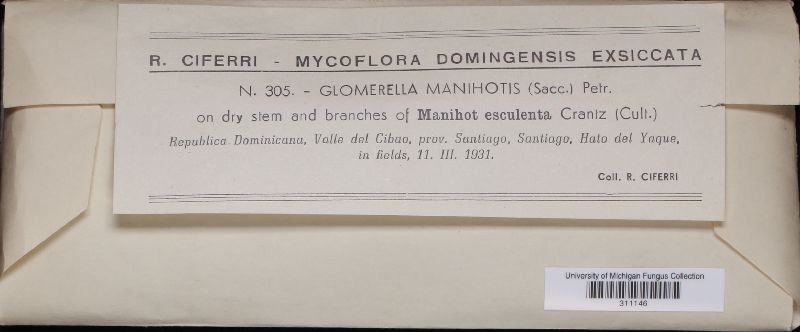 R. CIFERRI - MYCOFLORA DOMINGENSIS EXSICCATA
N. 305. - GLOMERELLA MANIHOTIS (Sacc.) Petr.
on dry stem and branches of Manihot esculenta Crantz (Cult.)
Republica Dominicana, Valle del Cibao, prov. Santiago, Santiago, Hato del Yaque,
in fields, 11. III. 1931.
Coll. R. CIFERRI
University of Michigan Fungus Collection
311146